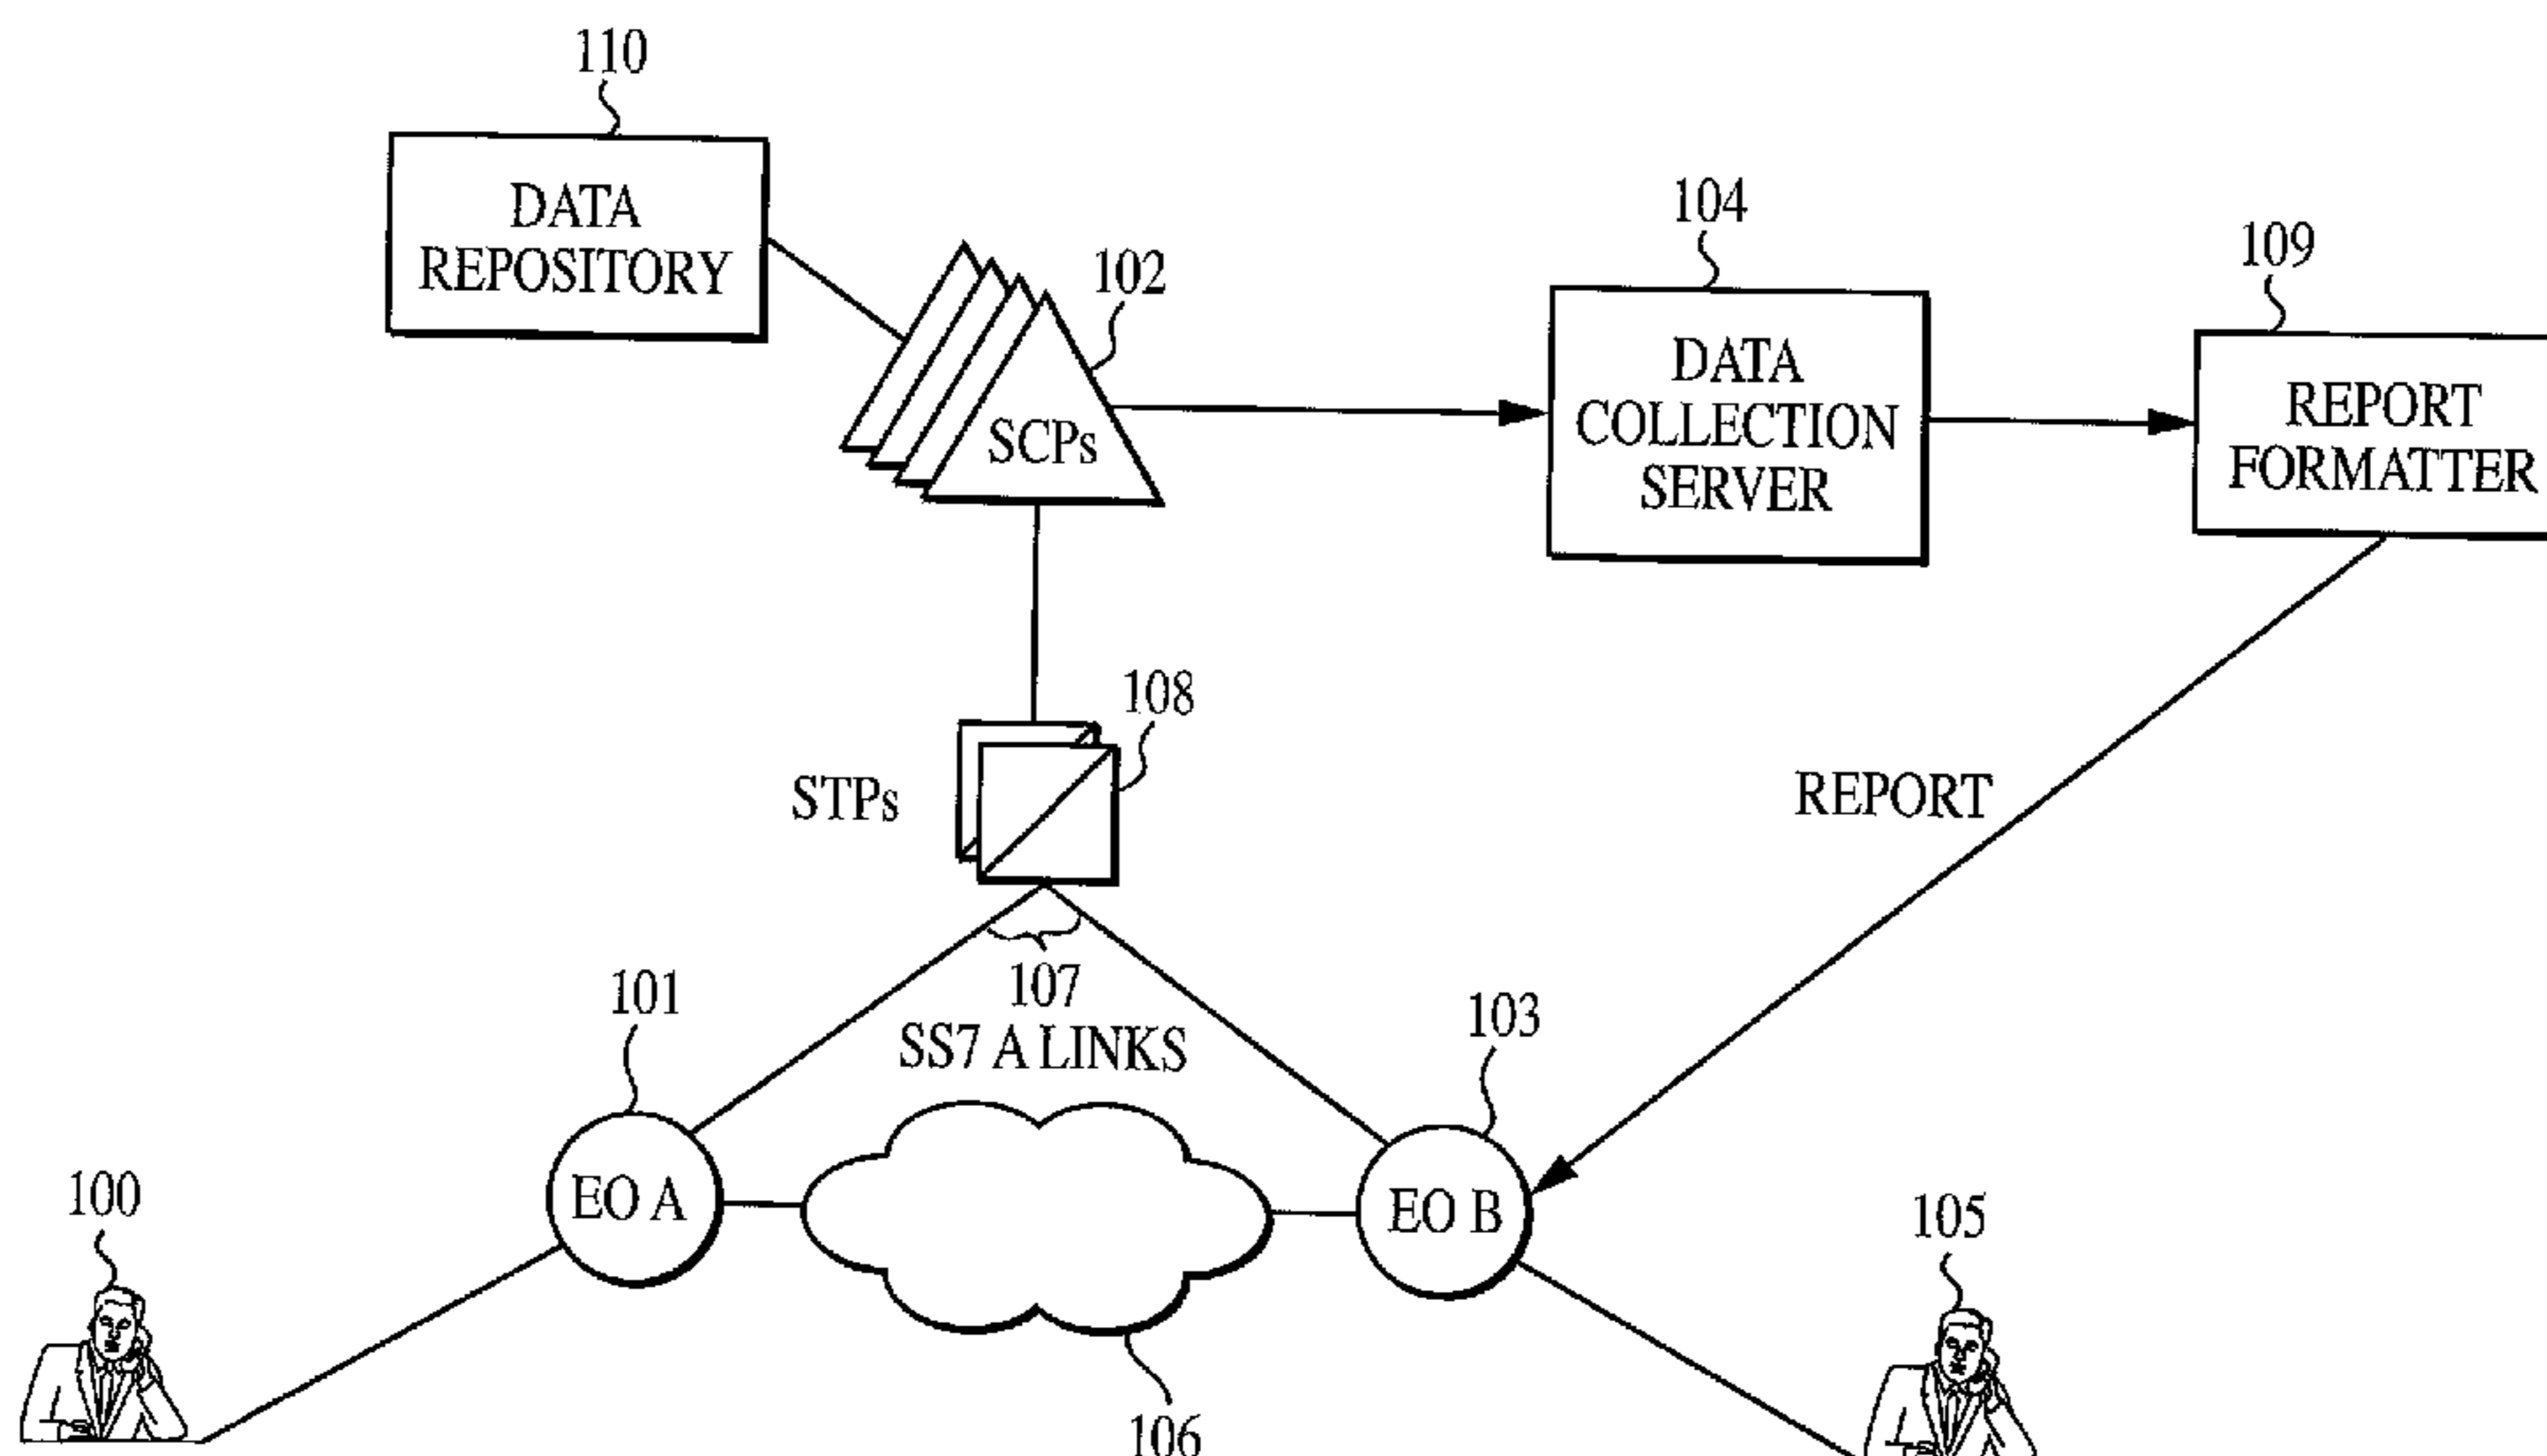 110
DATA
REPOSITORY
102
SCPs
104
DATA
COLLECTION
SERVER
109
REPORT
FORMATTER
108
STPs
REPORT
107
SS7 A LINKS
101
EO A
103
EO B
100
105
106